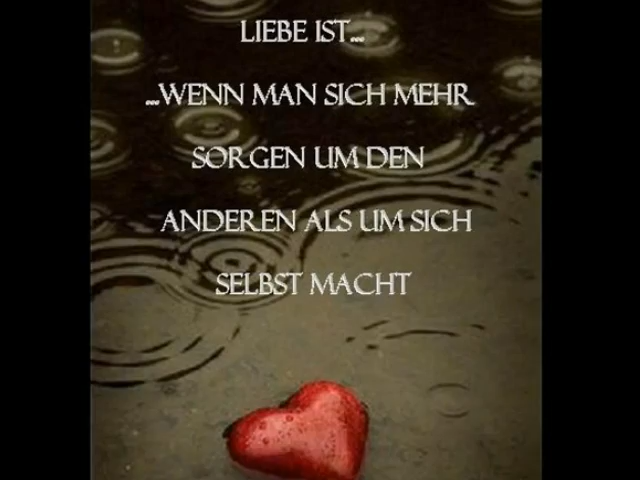 LIEBE IST...
...WENN MAN SICH MEHR
SORGEN UM DEN
ANDEREN ALS UM SICH
SELBST MACHT